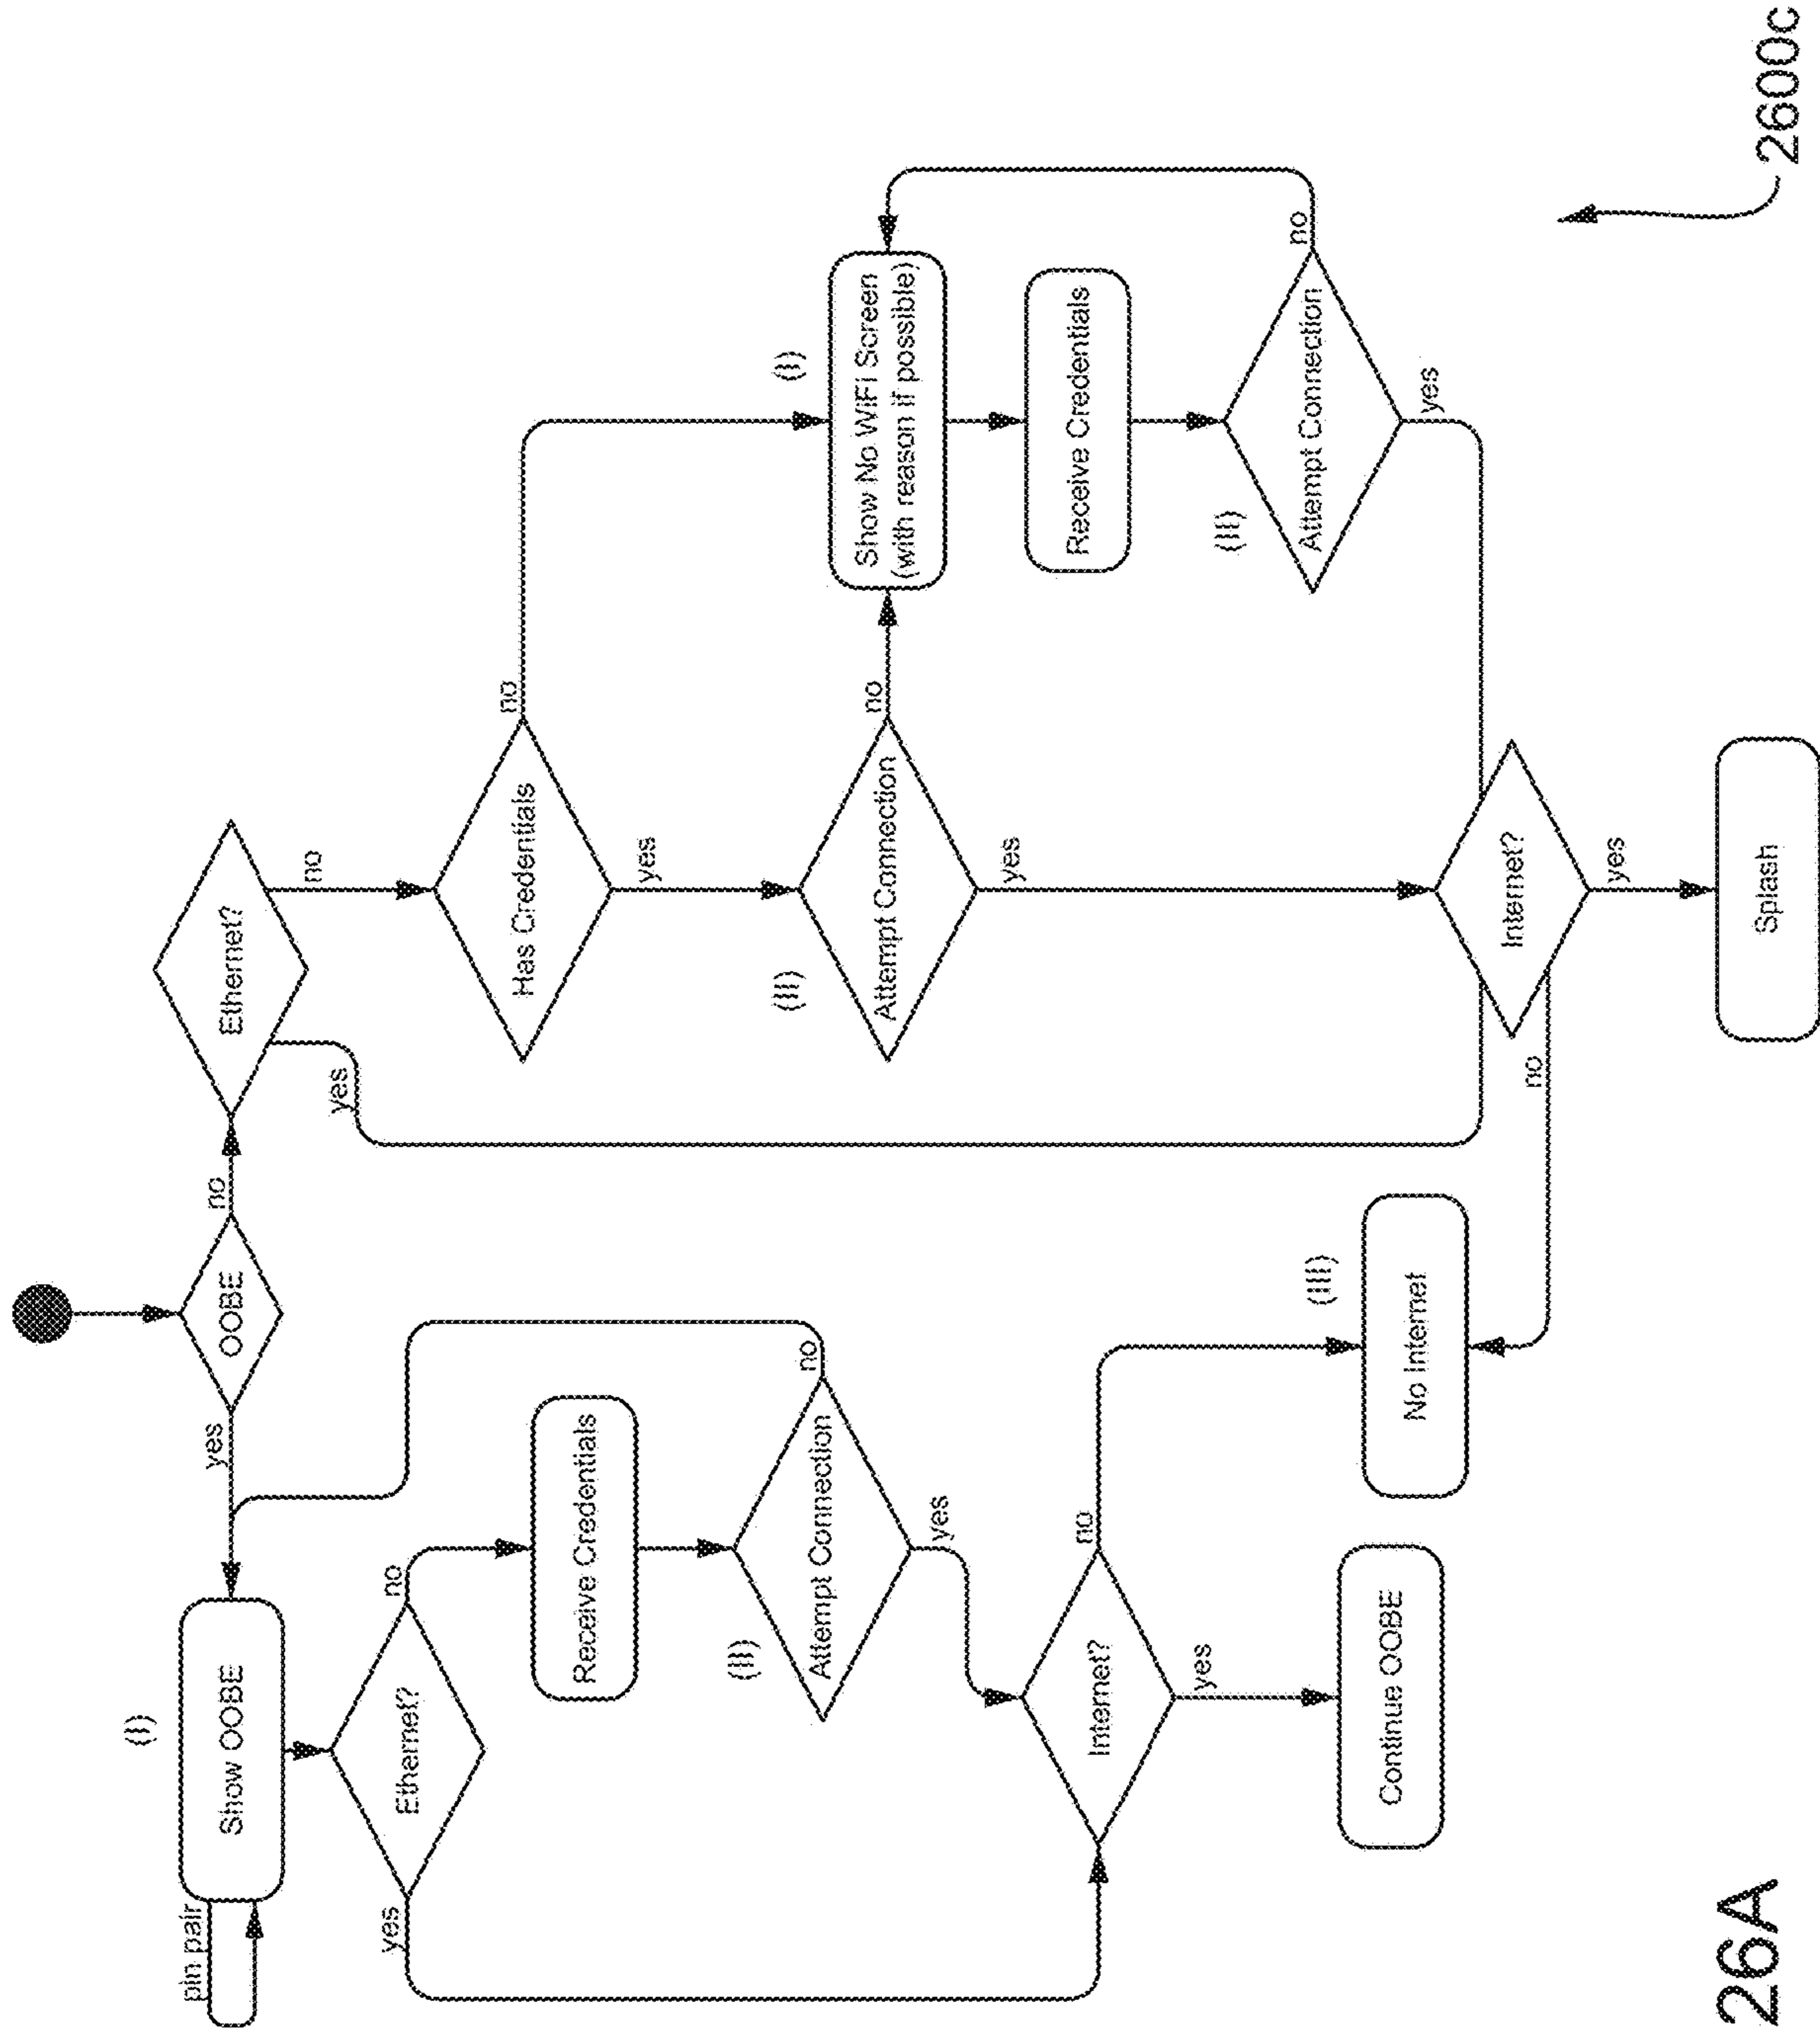 OOBE
yes
no
pin pair
(I)
Show OOBE
Ethernet?
yes
no
Receive Credentials
(II)
Attempt Connection
no
yes
Internet?
no
yes
Continue OOBE
(III)
No Internet
Ethernet?
yes
no
Has Credentials
no
yes
(II)
Attempt Connection
no
yes
(I)
Show No WiFi Screen
(with reason if possible)
Receive Credentials
(II)
Attempt Connection
no
yes
Internet?
no
yes
Splash
26A
2600c